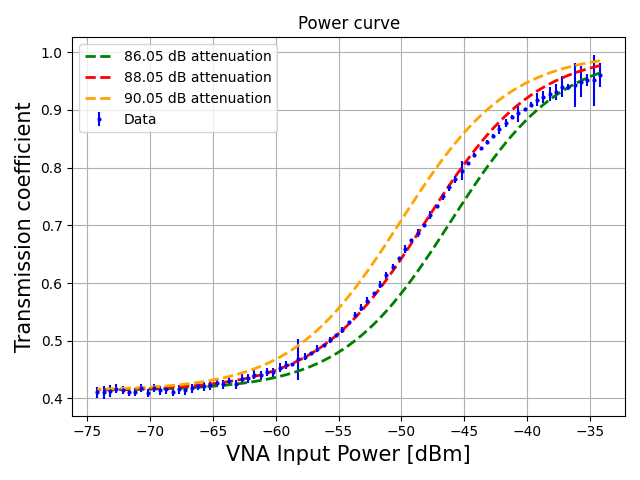 Power curve
86.05 dB attenuation
88.05 dB attenuation
90.05 dB attenuation
Data
Transmission coefficient
1.0
0.9
0.8
0.7
0.6
0.5
0.4
−75 −70 −65 −60 −55 −50 −45 −40 −35
VNA Input Power [dBm]